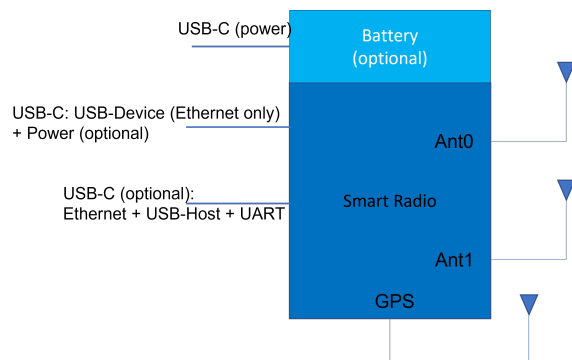 USB-C (power)
Battery
(optional)
USB-C: USB-Device (Ethernet only)
+ Power (optional)
Ant0
USB-C (optional):
Ethernet + USB-Host + UART
Smart Radio
Ant1
GPS